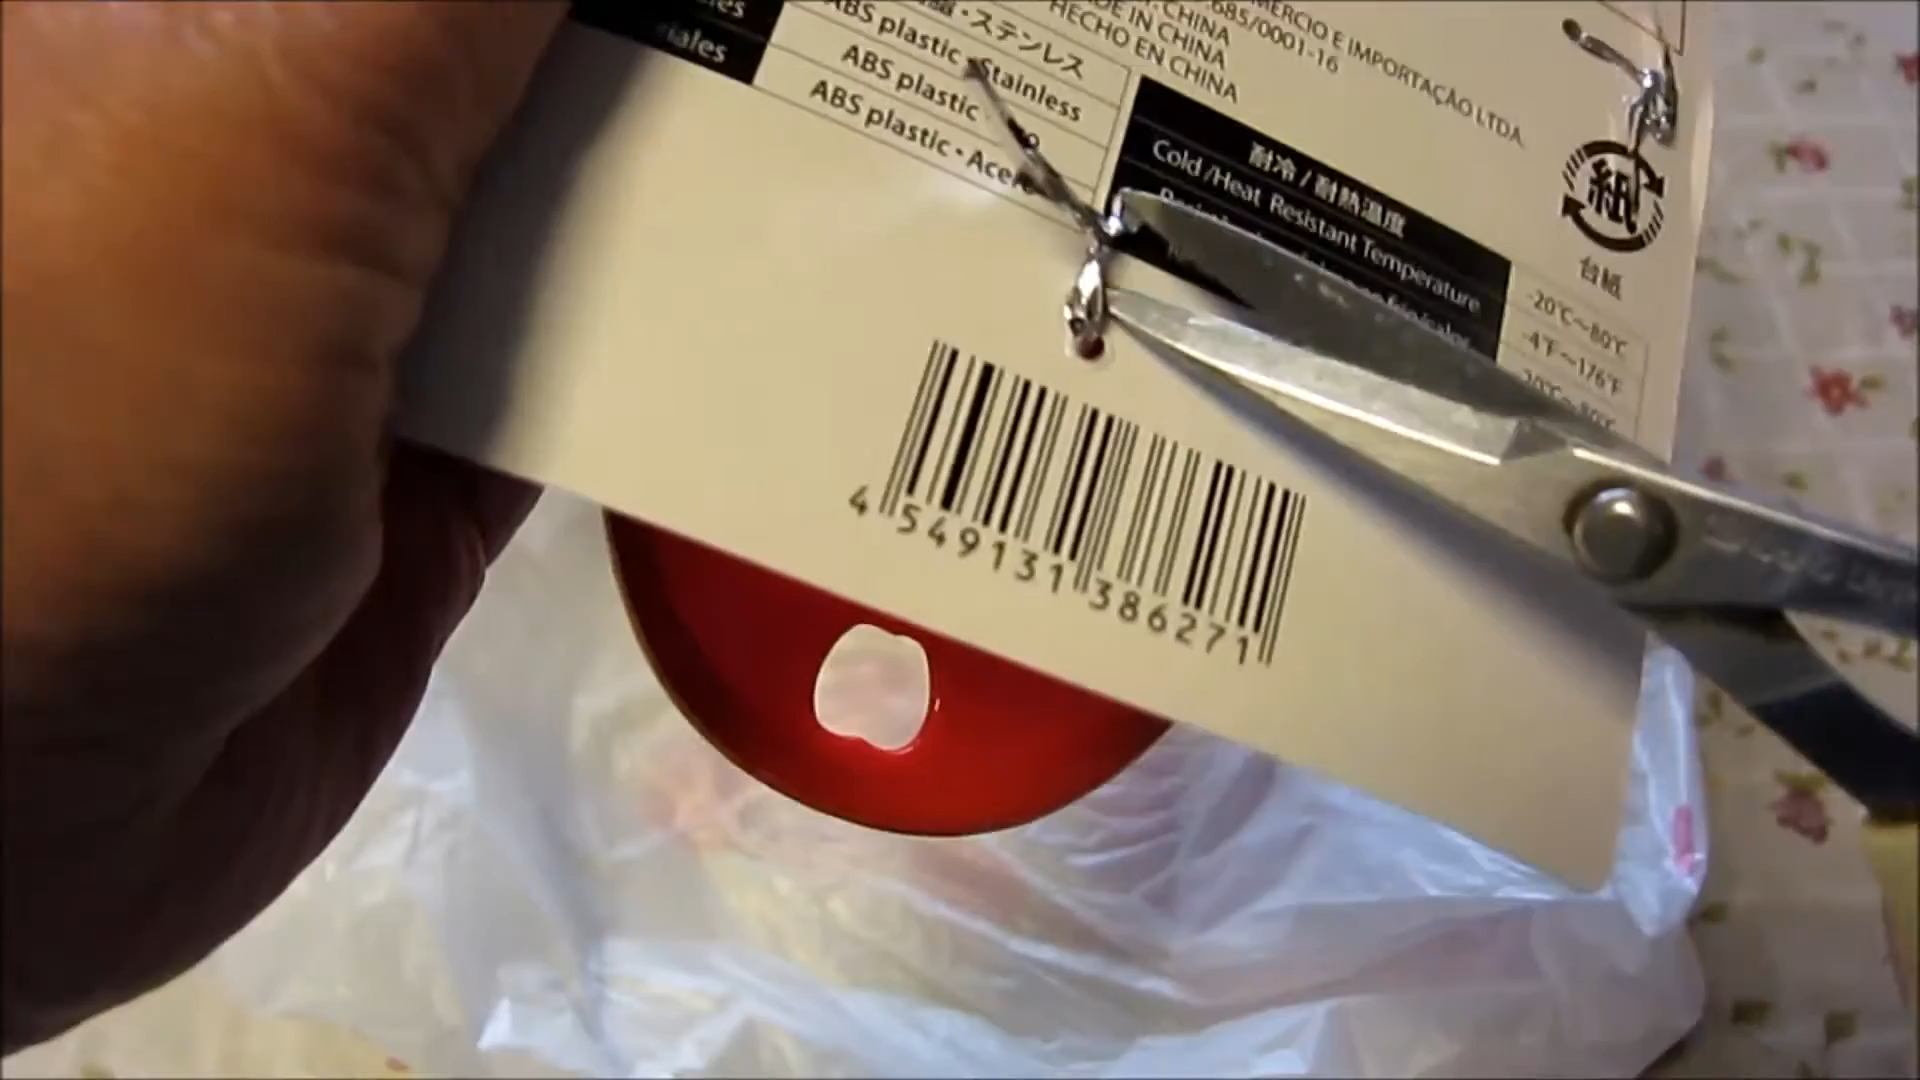 ステンレス
ABS plastic・Stainless
ABS plastic
ABS plastic・Acero
MERCIO E IMPORTAÇÃO LTDA.
.685/0001-16
CHINA
DE IN CHINA
HECHO EN CHINA
耐冷/耐熱温度
Cold /Heat Resistant Temperature
-20℃～80℃
-4℉～176℉
紙
台紙
4 549131 386271